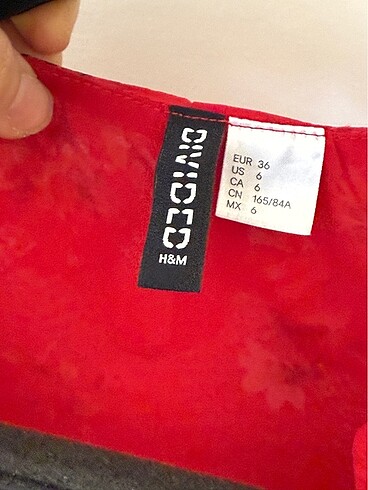 DIVIDED
H&M
EUR 36
US 6
CA 6
CN 165/84A
MX 6